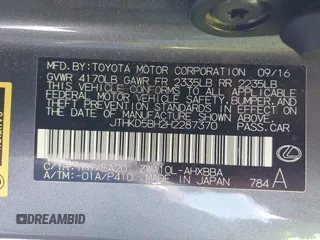 MFD BY: TOYOTA MOTOR CORPORATION 09/16
GVWR 4170LB GAWR FR 2335LB RR 2235LB
THIS VEHICLE CONFORMS TO ALL APPLICABLE
FEDERAL MOTOR VEHICLE SAFETY, BUMPER, AND
THEFT PREVENTION STANDARDS IN EFFECT ON
THE DATE OF MANUFACTURE SHOWN ABOVE.
JTHKD5BH2H2287370
C/TR: EA20 ZWA10L-AHXBBA
A/TM: -01A/P410 MADE IN JAPAN 784 A
DREAMBID